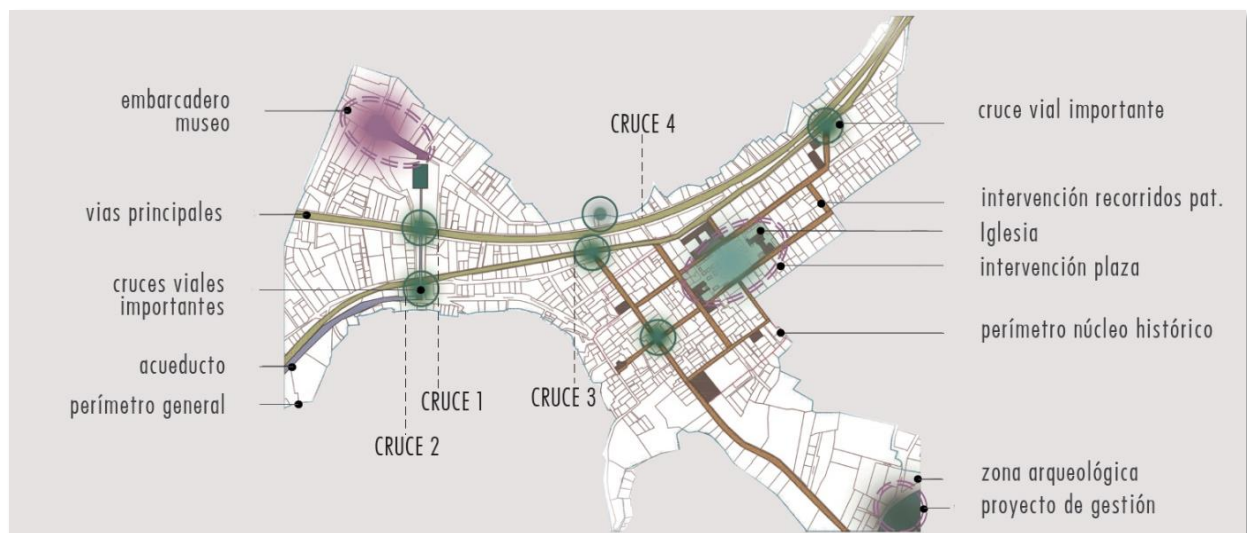 embarcadero
museo
vias principales
cruces viales
importantes
acueducto
perímetro general
CRUCE 4
CRUCE 1
CRUCE 3
CRUCE 2
cruce vial importante
intervención recorridos pat.
Iglesia
intervención plaza
perímetro núcleo histórico
zona arqueológica
proyecto de gestión